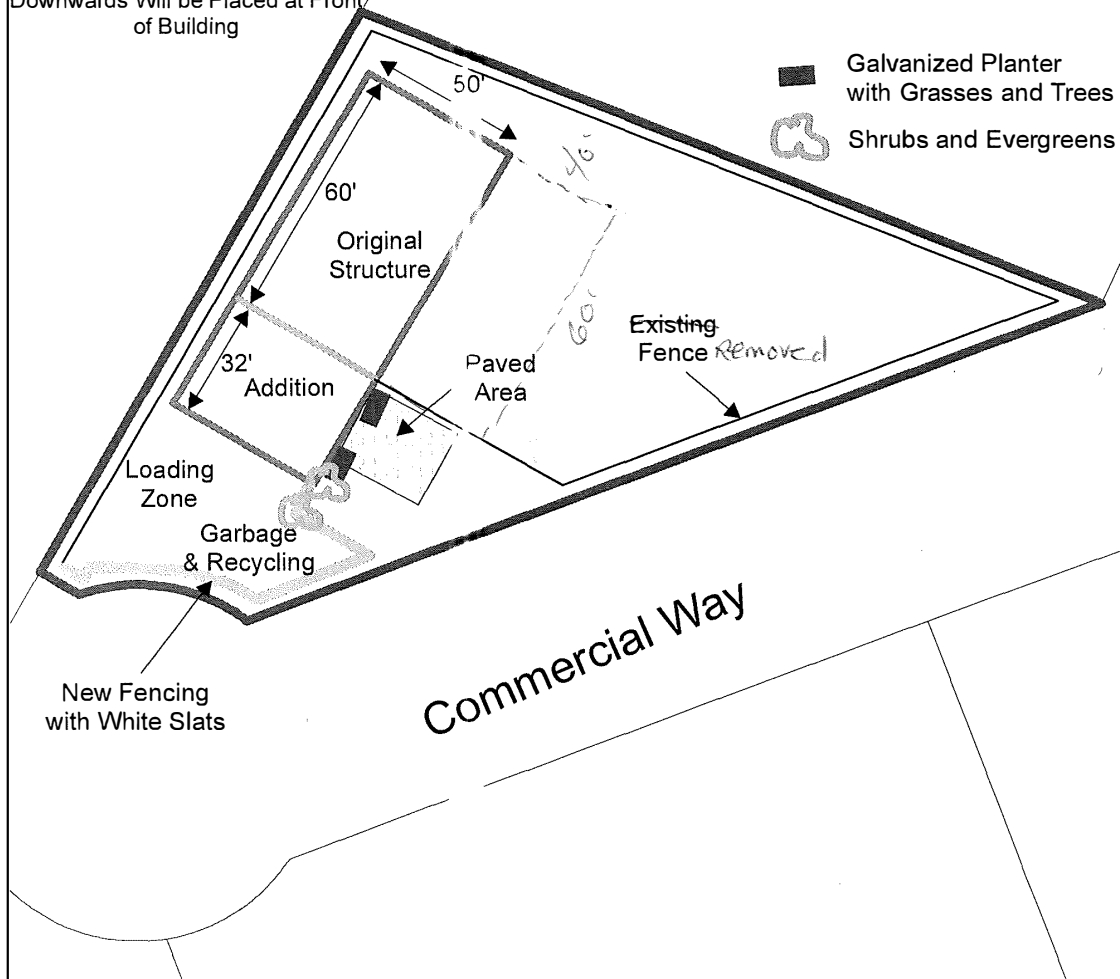 Downwards Will be Placed at Front
of Building
Galvanized Planter
with Grasses and Trees
Shrubs and Evergreens
50'
40'
60'
Original
Structure
60'
Existing
Fence Removed
32'
Addition
Paved
Area
Loading
Zone
Garbage
& Recycling
New Fencing
with White Slats
Commercial Way